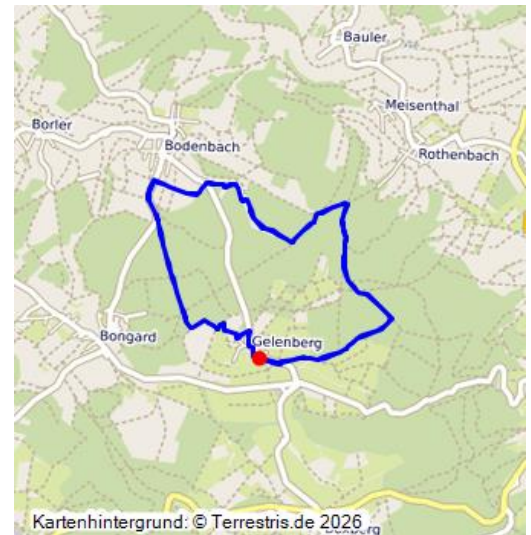 Bauler
Meisenthal
Borler
Bodenbach
Rothenbach
Bongard
Gelenberg
Kartenhintergrund: © Terrestris.de 2026